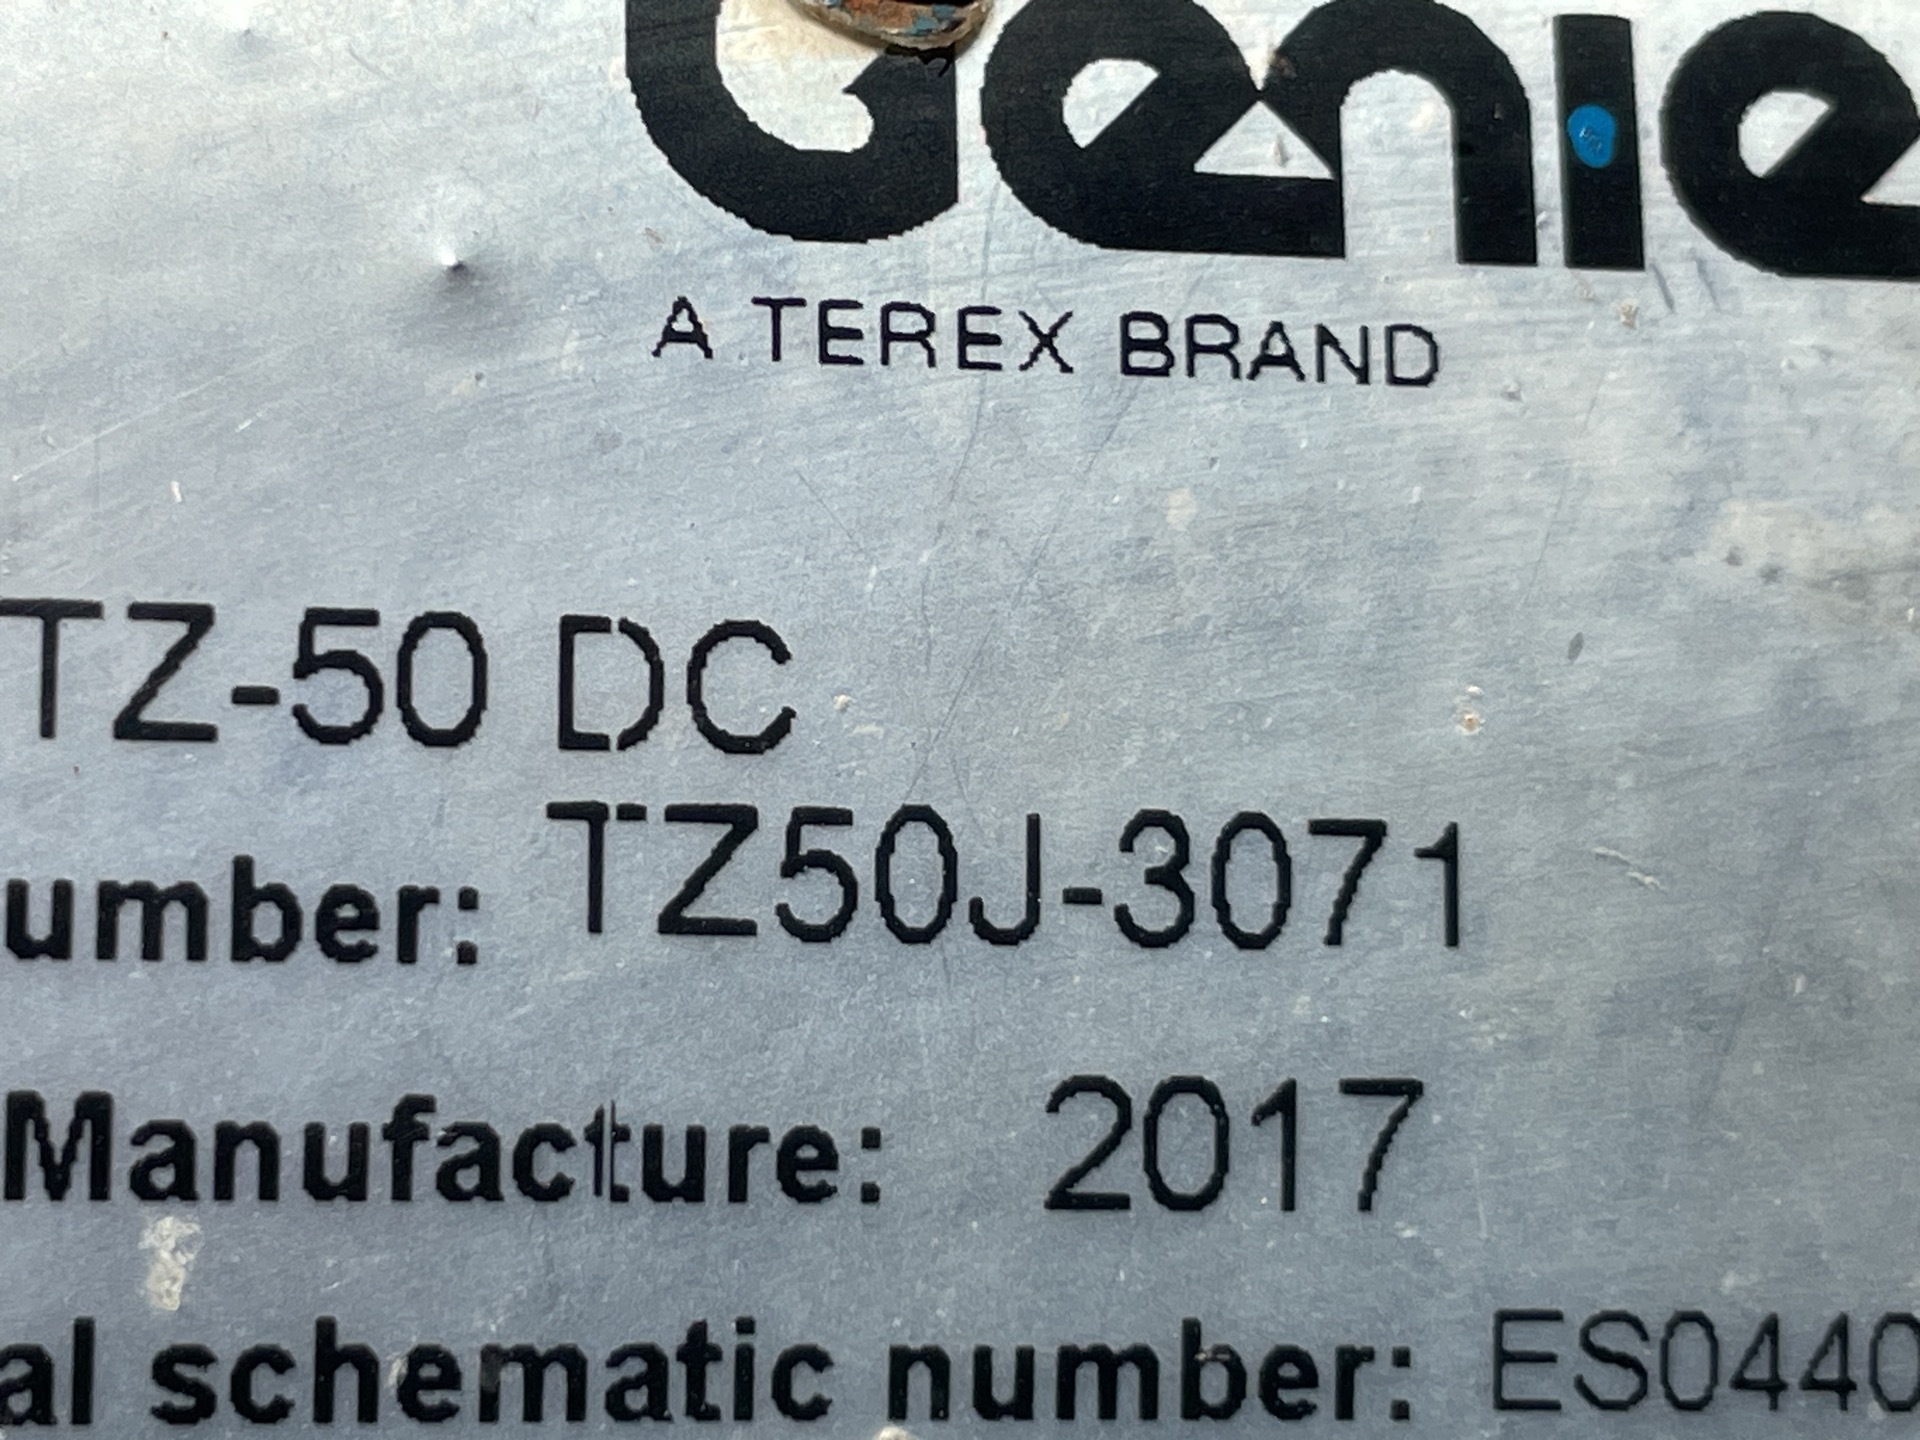 Genie
A TEREX BRAND
TZ-50 DC
umber: TZ50J-3071
Manufacture: 2017
al schematic number: ES0440